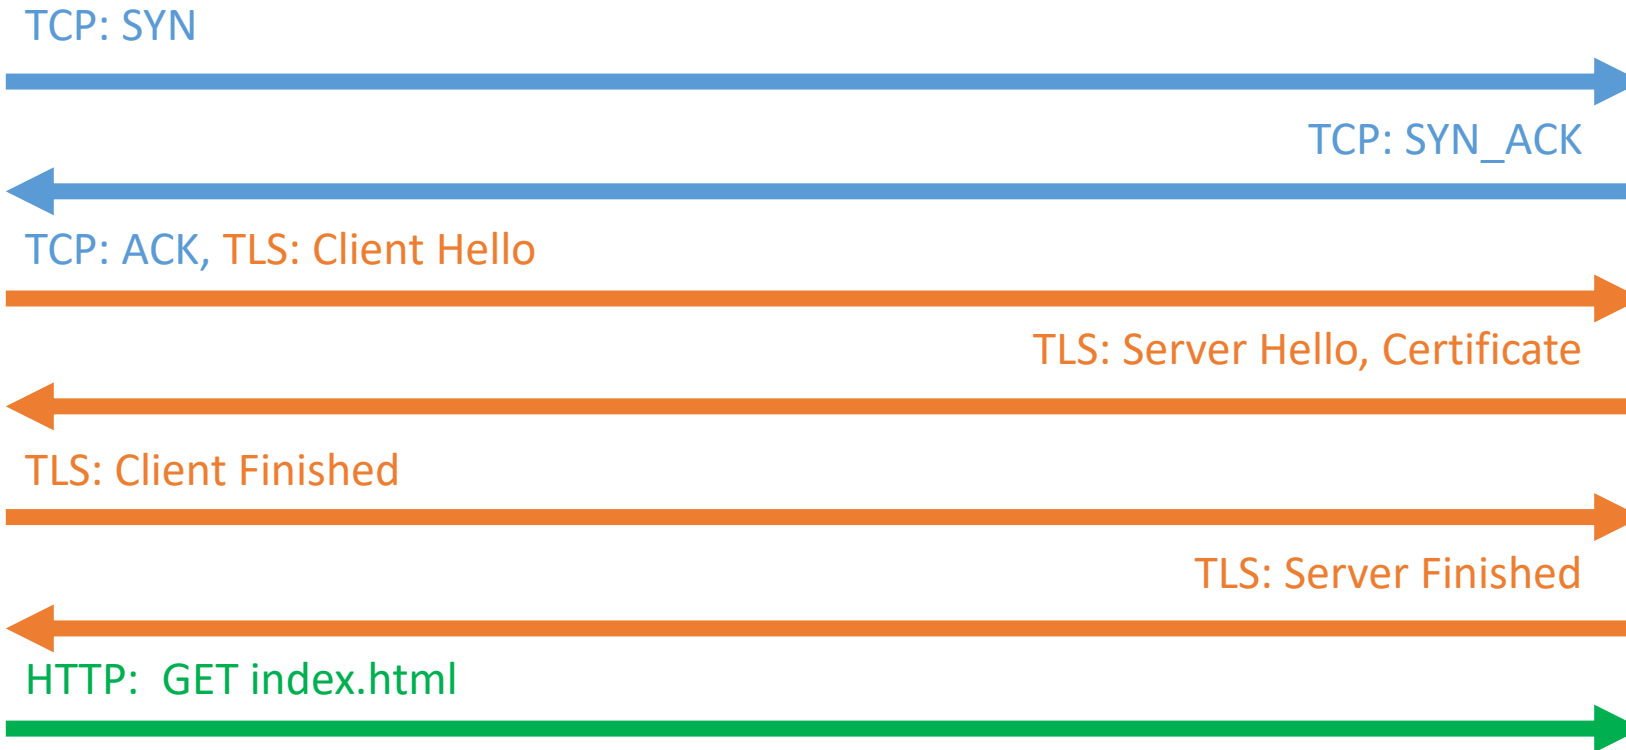 TCP: SYN
TCP: SYN_ACK
TCP: ACK, TLS: Client Hello
TLS: Server Hello, Certificate
TLS: Client Finished
TLS: Server Finished
HTTP:  GET index.html